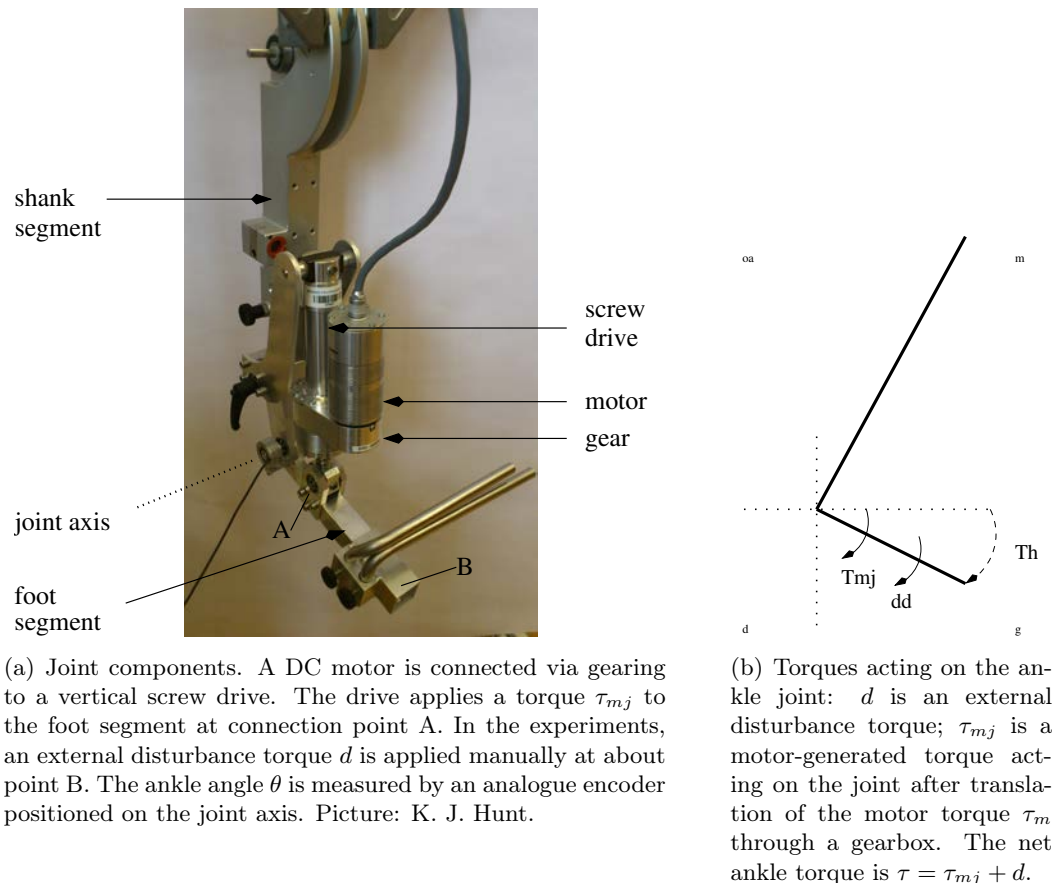 shank
segment
screw
drive
motor
gear
joint axis
A
B
foot
segment
oa
m
Th
Tmj
dd
d
g
(a) Joint components. A DC motor is connected via gearing
to a vertical screw drive. The drive applies a torque τmj to
the foot segment at connection point A. In the experiments,
an external disturbance torque d is applied manually at about
point B. The ankle angle θ is measured by an analogue encoder
positioned on the joint axis. Picture: K. J. Hunt.
(b) Torques acting on the an-
kle joint: d is an external
disturbance torque; τmj is a
motor-generated torque act-
ing on the joint after transla-
tion of the motor torque τm
through a gearbox. The net
ankle torque is τ = τmj + d.